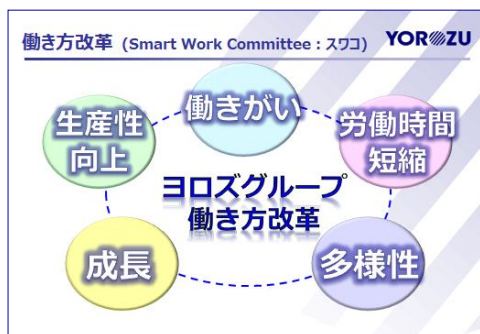 働き方改革 (Smart Work Committee：スワコ) YOROZU
働きがい
生産性
向上
労働時間
短縮
ヨロズグループ
働き方改革
成長
多様性